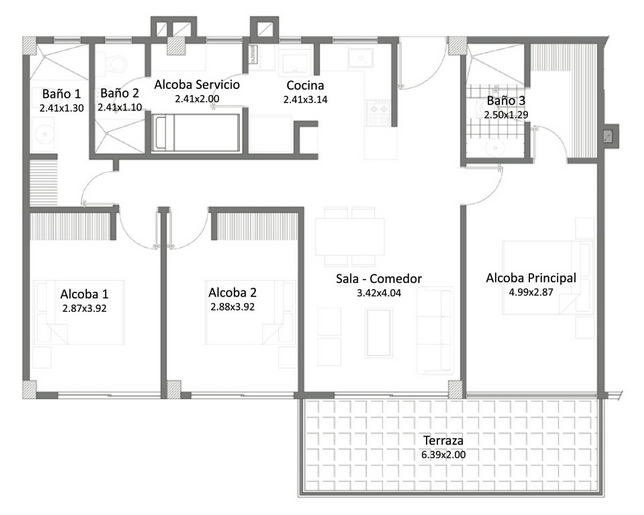 Baño 1
2.41x1.30
Baño 2
2.41x1.10
Alcoba Servicio
2.41x2.00
Cocina
2.41x3.14
Baño 3
2.50x1.29
Alcoba 1
2.87x3.92
Alcoba 2
2.88x3.92
Sala - Comedor
3.42x4.04
Alcoba Principal
4.99x2.87
Terraza
6.39x2.00